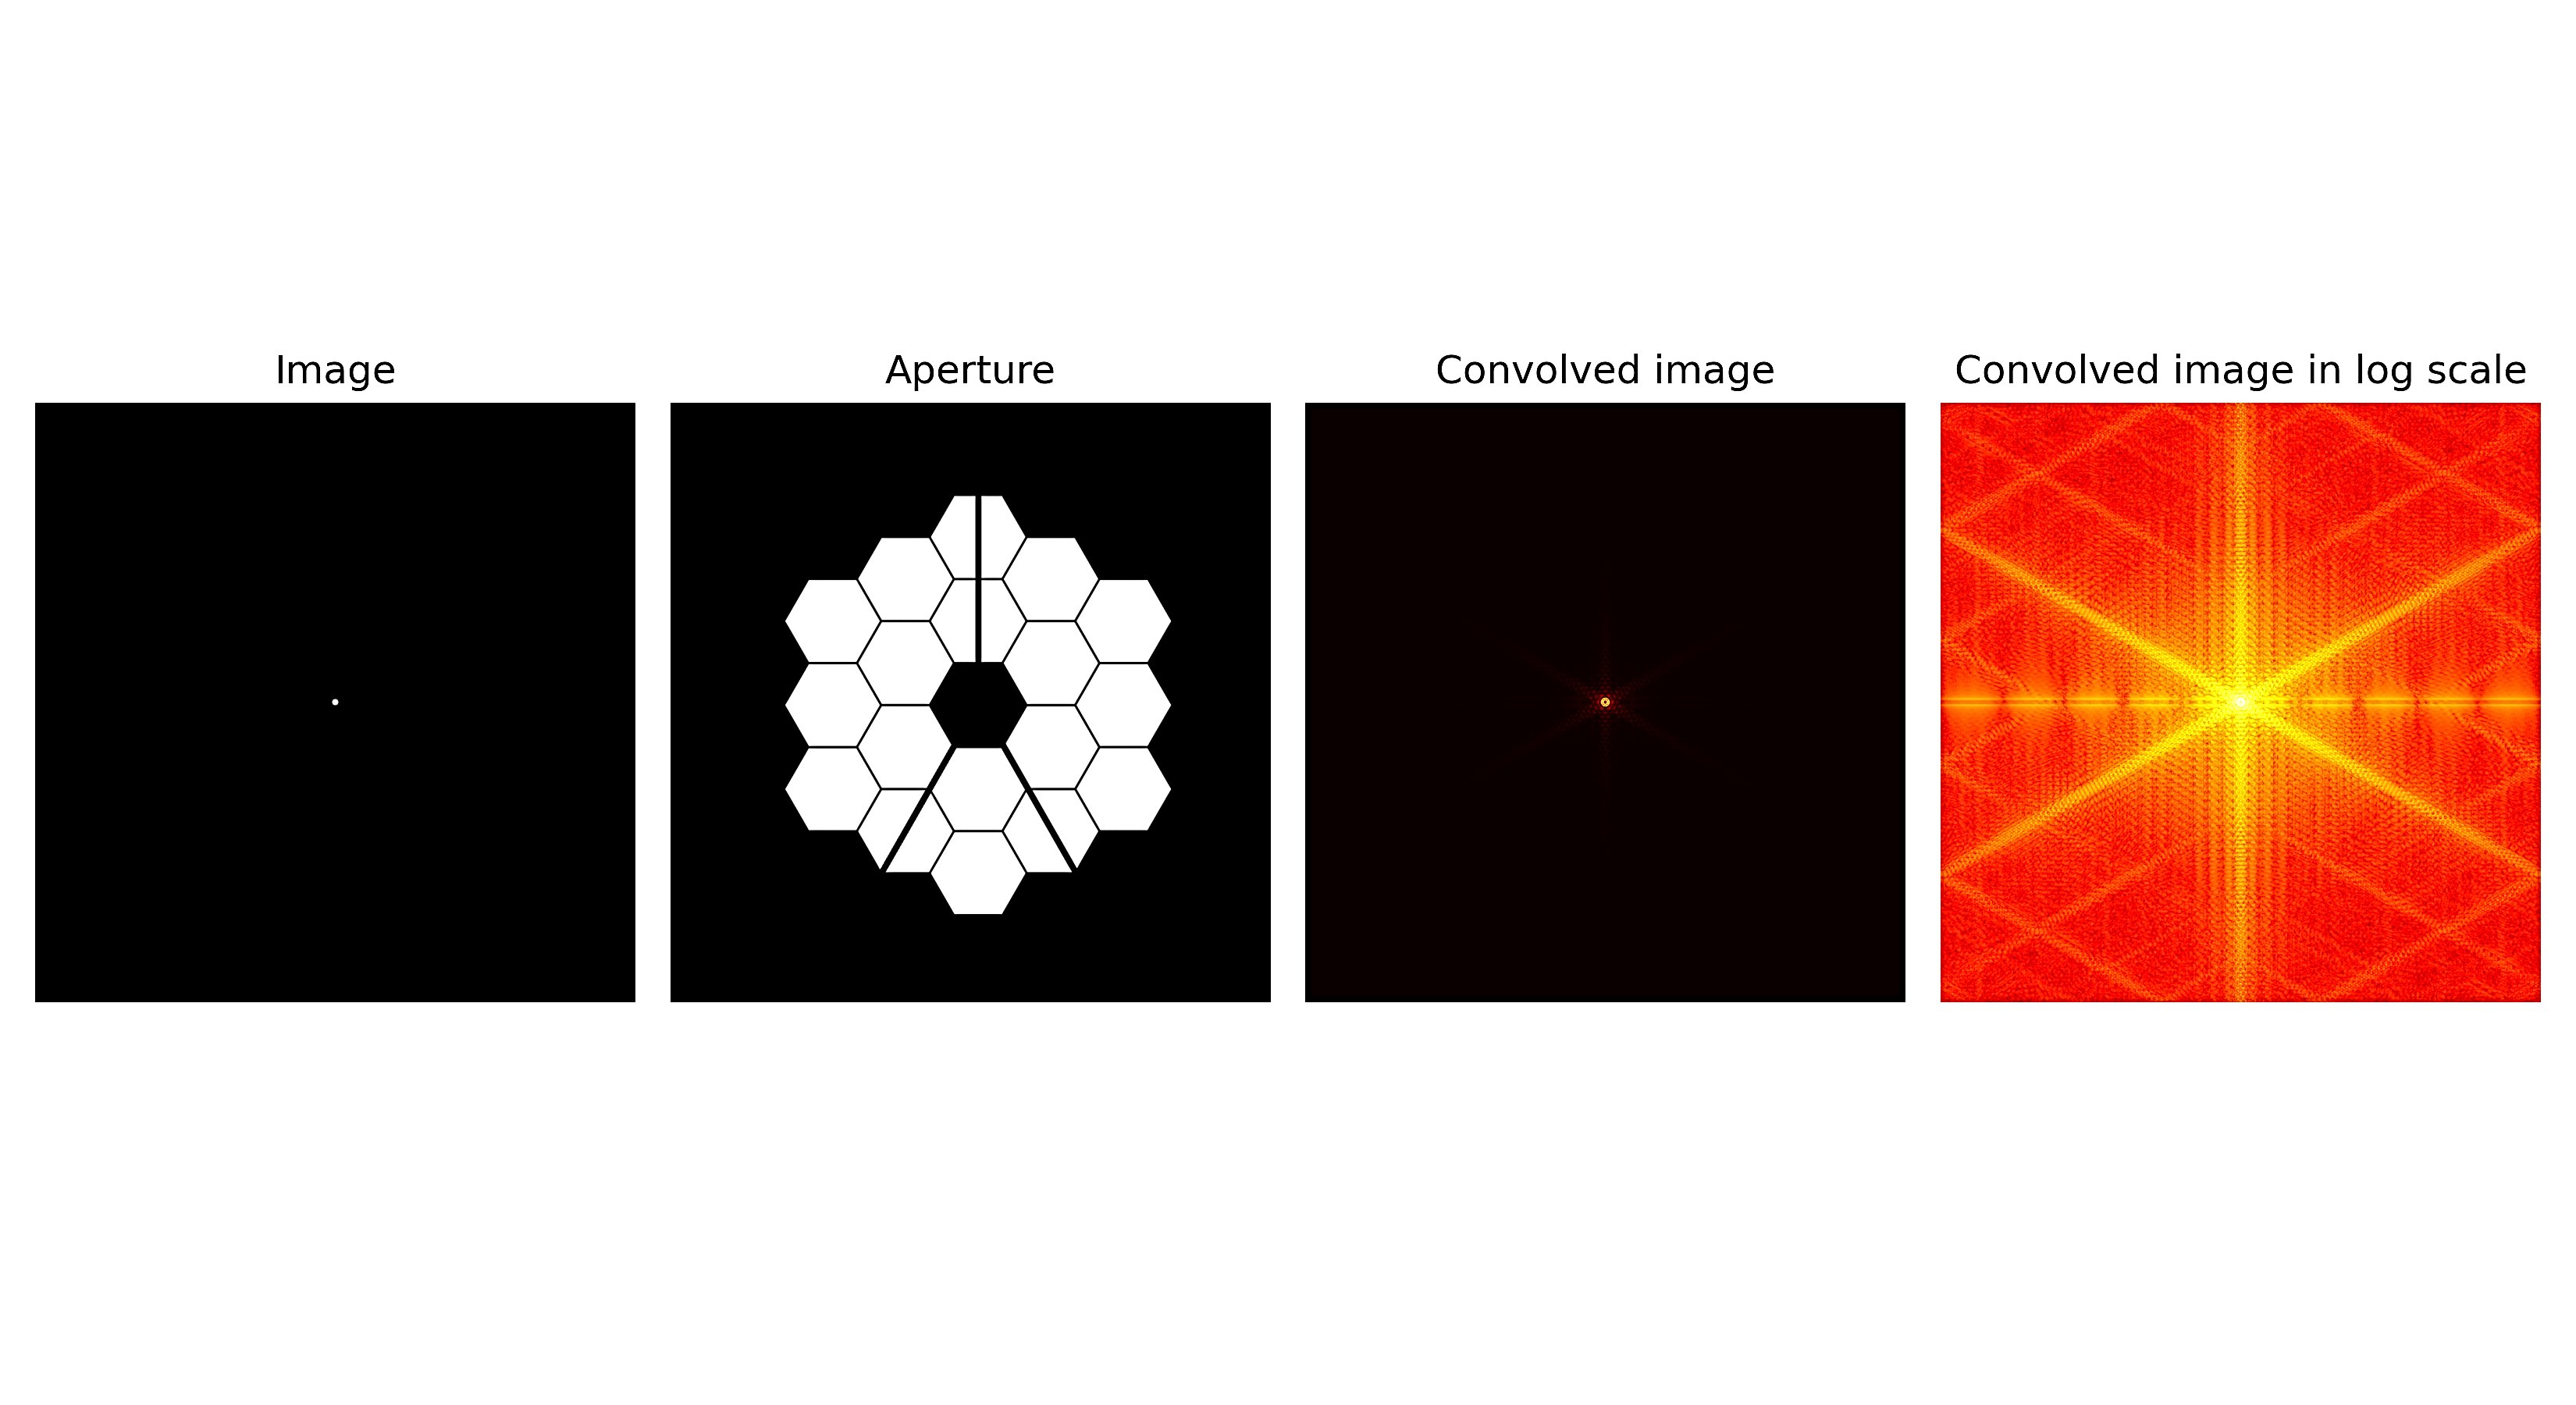 Image
Aperture
Convolved image
Convolved image in log scale